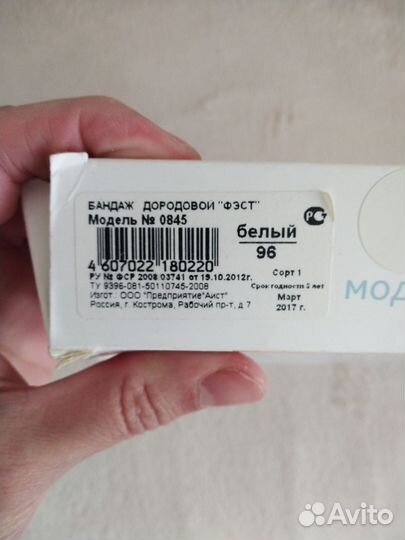 БАНДАЖ ДОРОДОВОЙ "ФЭСТ"
Модель № 0845
белый
96
4 607022 180220
Сорт 1
РУ № ФСР 2008/03741 от 19.10.2012г.
Срок годности 5 лет
ТУ 9396-081-50110745-2008
Март
Изгот.: ООО "Предприятие"Аист"
2017 г.
Россия, г. Кострома, Рабочий пр-т, д.7
МОД
Avito